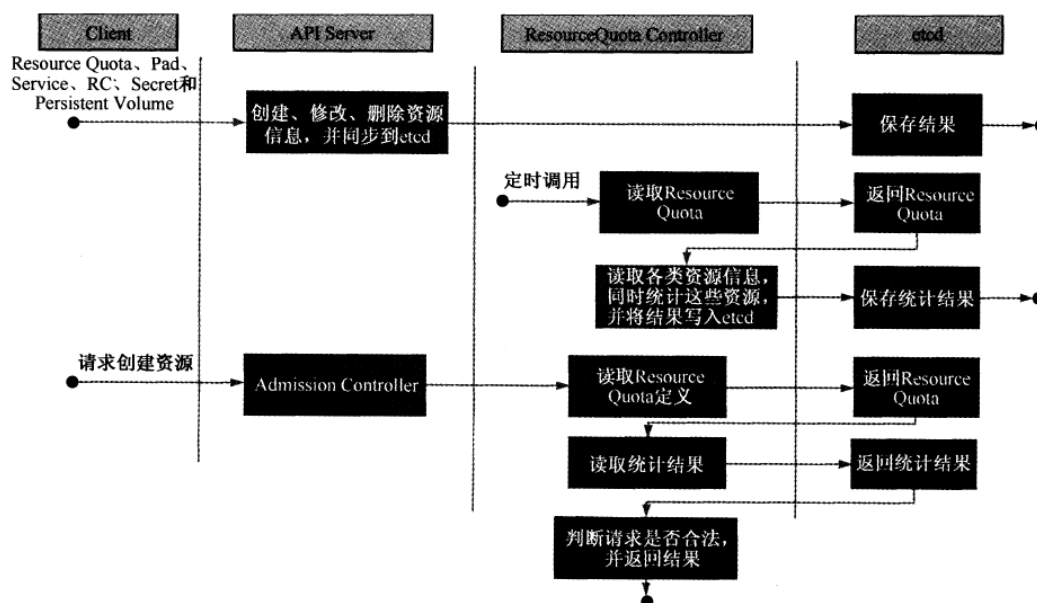 Client
API Server
ResourceQuota Controller
etcd
Resource Quota、Pad、
Service、RC、Secret和
Persistent Volume
创建、修改、删除资源
信息，并同步到etcd
保存结果
定时调用
读取Resource
Quota
返回Resource
Quota
读取各类资源信息，
同时统计这些资源，
并将结果写入etcd
保存统计结果
请求创建资源
Admission Controller
读取Resource
Quota定义
返回Resource
Quota
读取统计结果
返回统计结果
判断请求是否合法，
并返回结果